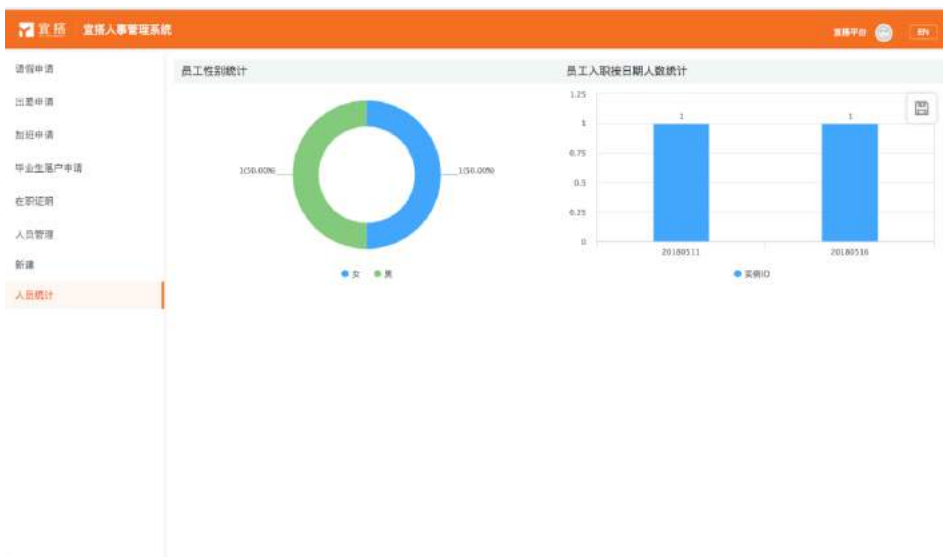 宜搭 宜搭人事管理系统
宜搭平台 EN
请假申请
出差申请
加班申请
毕业生落户申请
在职证明
人员管理
新建
人员统计
员工性别统计
1(50.00%) 1(50.00%)
女 男
员工入职按日期人数统计
1.25
1
0.75
0.5
0.25
0
1 1
20180511 20180516
实例ID